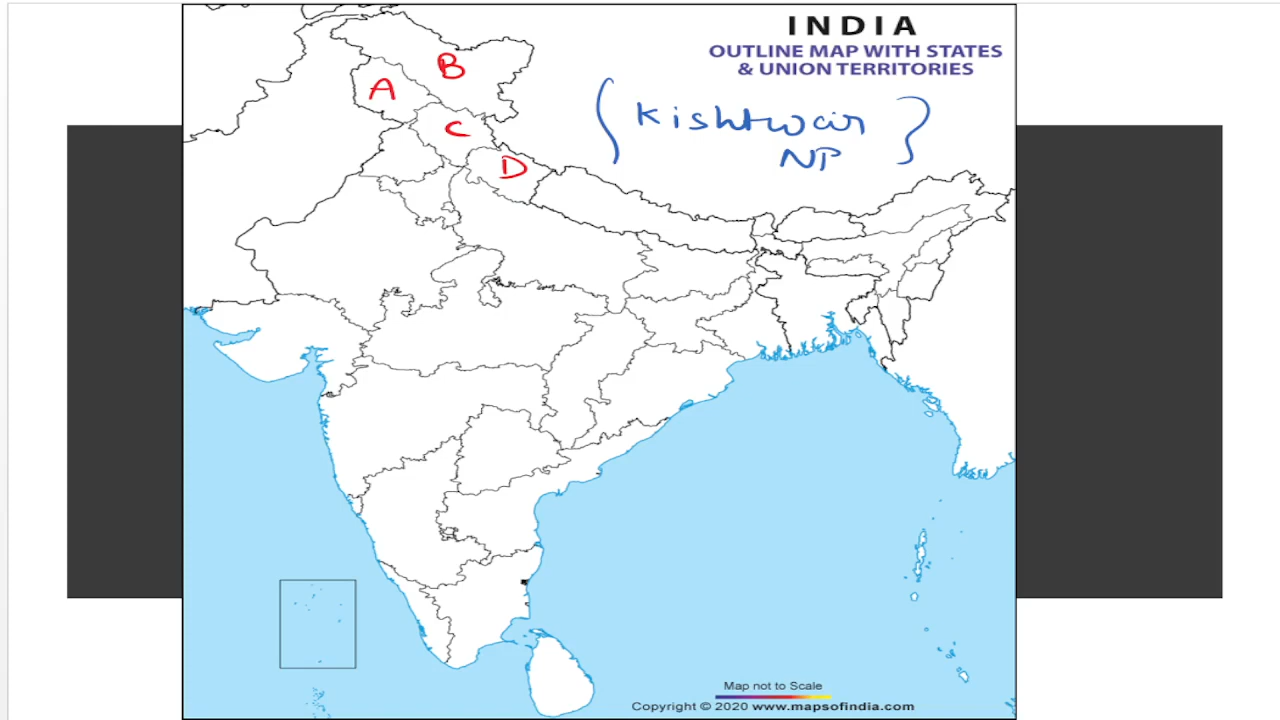 INDIA
OUTLINE MAP WITH STATES
& UNION TERRITORIES
B
A
C
D
(Kishtwar
NP)
Map not to Scale
Copyright © 2020 www.mapsofindia.com